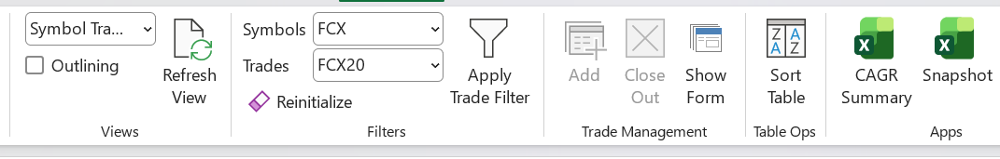 Symbol Tra...
Outlining
Refresh
View
Views
Symbols FCX
Trades FCX20
Reinitialize
Apply
Trade Filter
Filters
Add
Close
Out
Show
Form
Trade Management
Z A
A Z
Sort
Table
Table Ops
X
CAGR
Summary
X
Snapshot
Apps